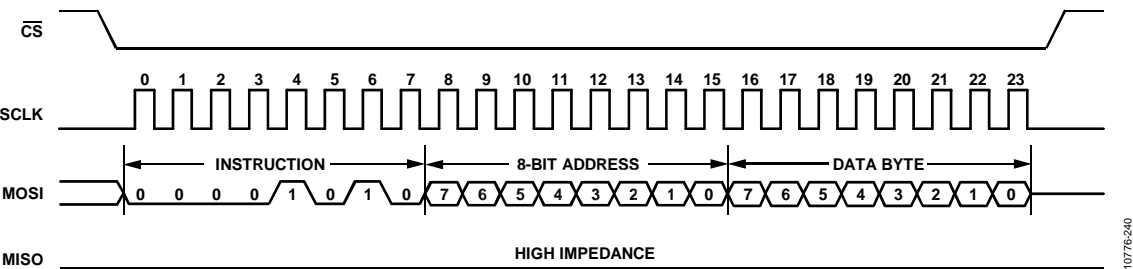 CS
0 1 2 3 4 5 6 7 8 9 10 11 12 13 14 15 16 17 18 19 20 21 22 23
SCLK
INSTRUCTION 8-BIT ADDRESS DATA BYTE
MOSI 0 0 0 0 1 0 1 0 7 6 5 4 3 2 1 0 7 6 5 4 3 2 1 0
HIGH IMPEDANCE
MISO
10776-240